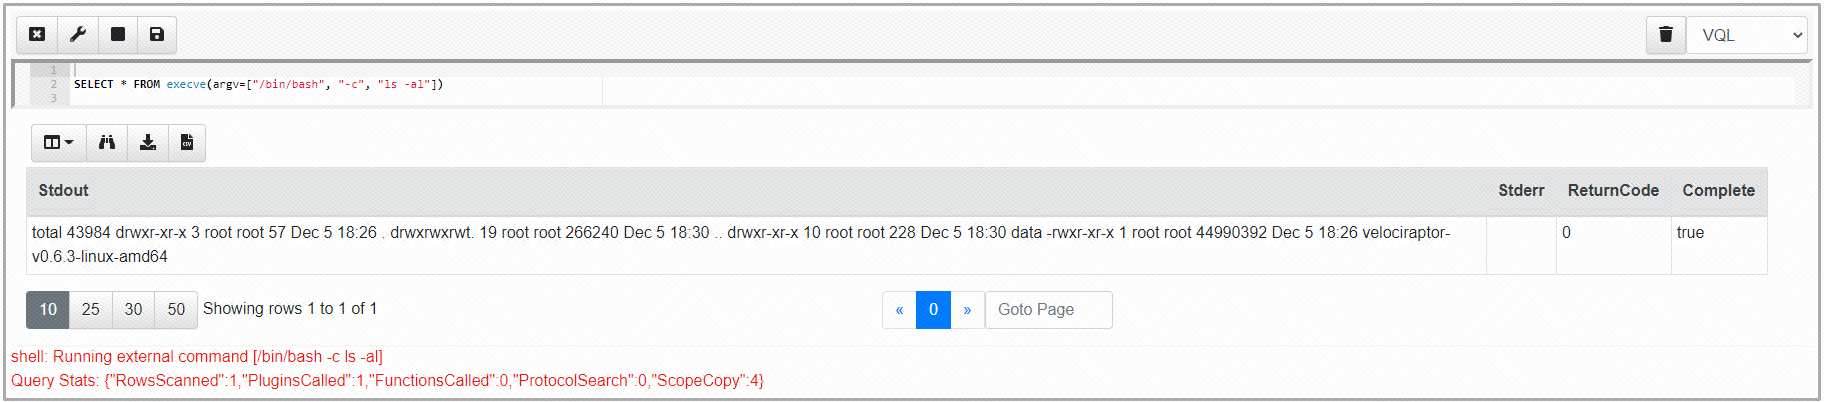 VQL
1
2 SELECT * FROM execve(argv=["/bin/bash", "-c", "ls -al"])
3
CSV
Stdout Stderr ReturnCode Complete
total 43984 drwxr-xr-x 3 root root 57 Dec 5 18:26 . drwxrwxrwt. 19 root root 266240 Dec 5 18:30 .. drwxr-xr-x 10 root root 228 Dec 5 18:30 data -rwxr-xr-x 1 root root 44990392 Dec 5 18:26 velociraptor- 0 true
v0.6.3-linux-amd64
10 25 30 50 Showing rows 1 to 1 of 1 « 0 » Goto Page
shell: Running external command [/bin/bash -c ls -al]
Query Stats: {"RowsScanned":1,"PluginsCalled":1,"FunctionsCalled":0,"ProtocolSearch":0,"ScopeCopy":4}